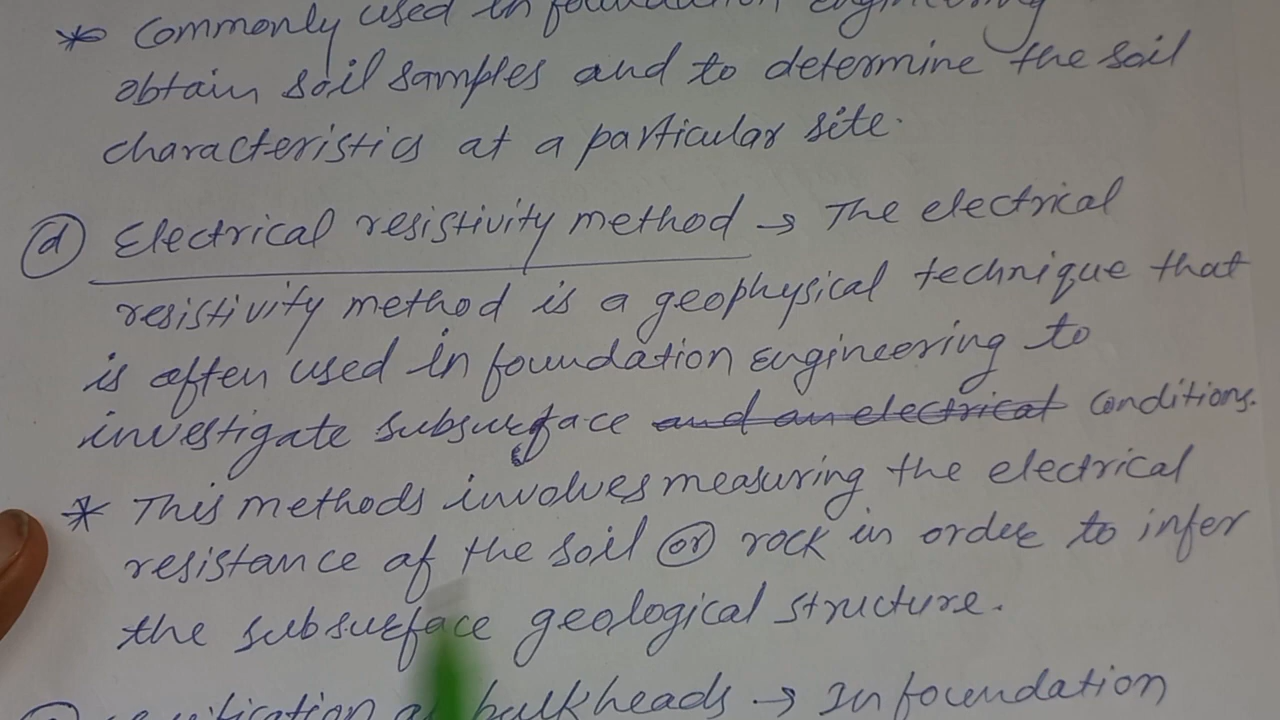 * Commonly used in foundation engineering
obtain soil samples and to determine the soil
characteristics at a particular site.
(d) Electrical resistivity method → The electrical
resistivity method is a geophysical technique that
is often used in foundation engineering to
investigate subsurface and an electrical conditions.
* This methods involves measuring the electrical
resistance of the soil (or) rock in order to infer
the subsurface geological structure.
bulkheads → In foundation